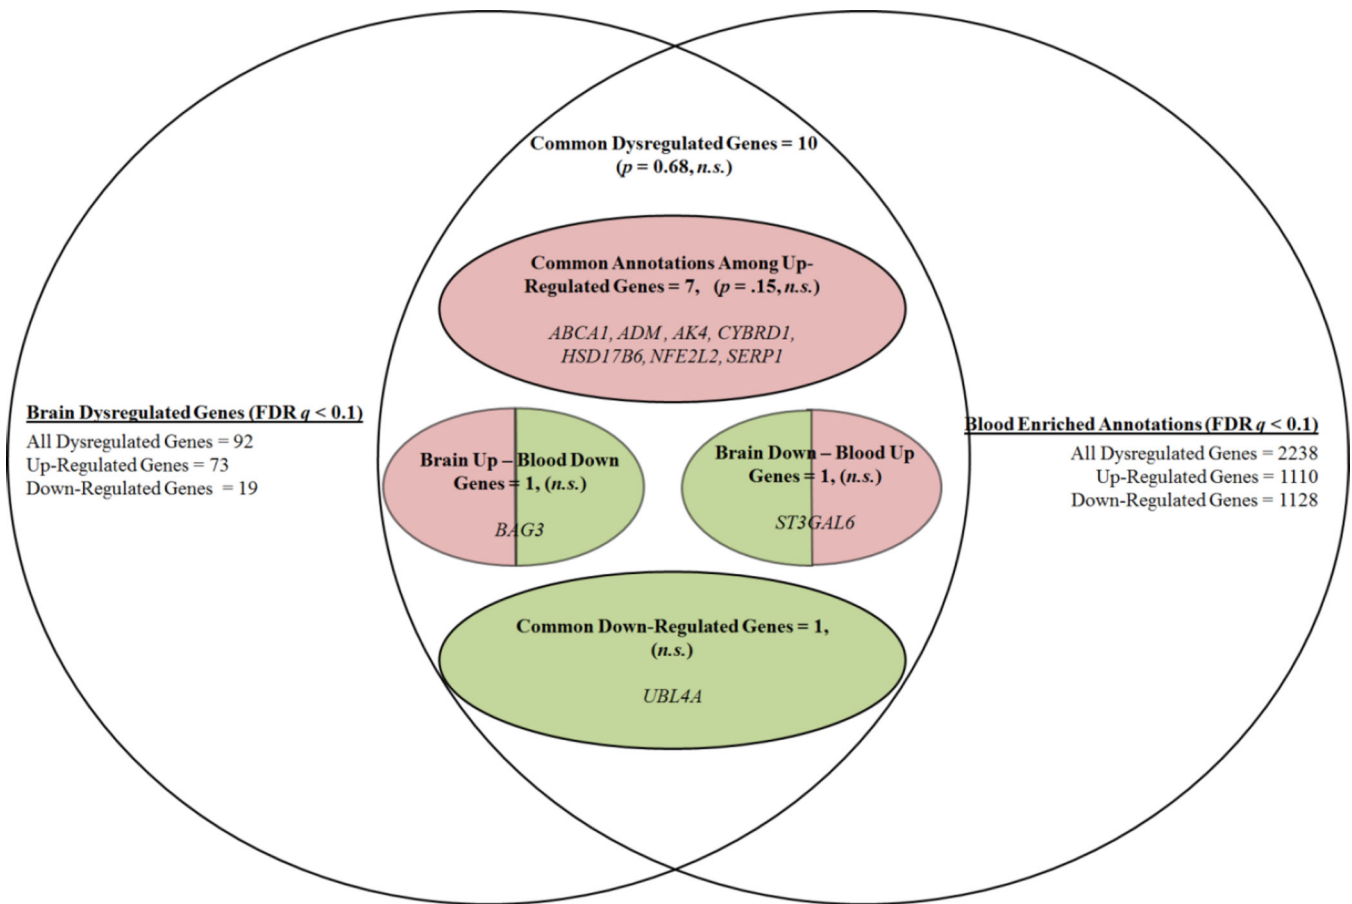 Common Dysregulated Genes = 10
(p = 0.68, n.s.)
Common Annotations Among Up-
Regulated Genes = 7, (p = .15, n.s.)
ABCA1, ADM , AK4, CYBRD1,
HSD17B6, NFE2L2, SERP1
Brain Dysregulated Genes (FDR q < 0.1)
All Dysregulated Genes = 92
Up-Regulated Genes = 73
Down-Regulated Genes = 19
Brain Up – Blood Down
Genes = 1, (n.s.)
BAG3
Brain Down – Blood Up
Genes = 1, (n.s.)
ST3GAL6
Blood Enriched Annotations (FDR q < 0.1)
All Dysregulated Genes = 2238
Up-Regulated Genes = 1110
Down-Regulated Genes = 1128
Common Down-Regulated Genes = 1,
(n.s.)
UBL4A